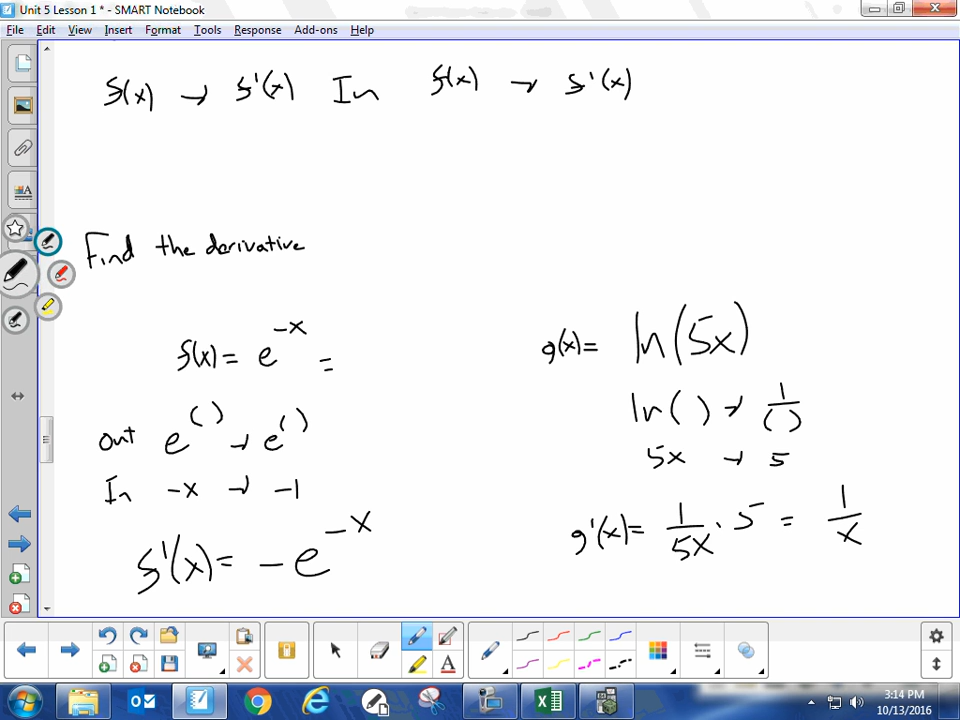 Unit 5 Lesson 1 * - SMART Notebook
File Edit View Insert Format Tools Response Add-ons Help
f(x) → f'(x) In f(x) → f'(x)
Find the derivative
f(x) = e^{-x} =
out e^{( )} → e^{( )}
In -x → -1
f'(x) = -e^{-x}
g(x) = ln(5x)
ln( ) → 1/( )
5x → 5
g'(x) = 1/5x · 5 = 1/x
3:14 PM
10/13/2016